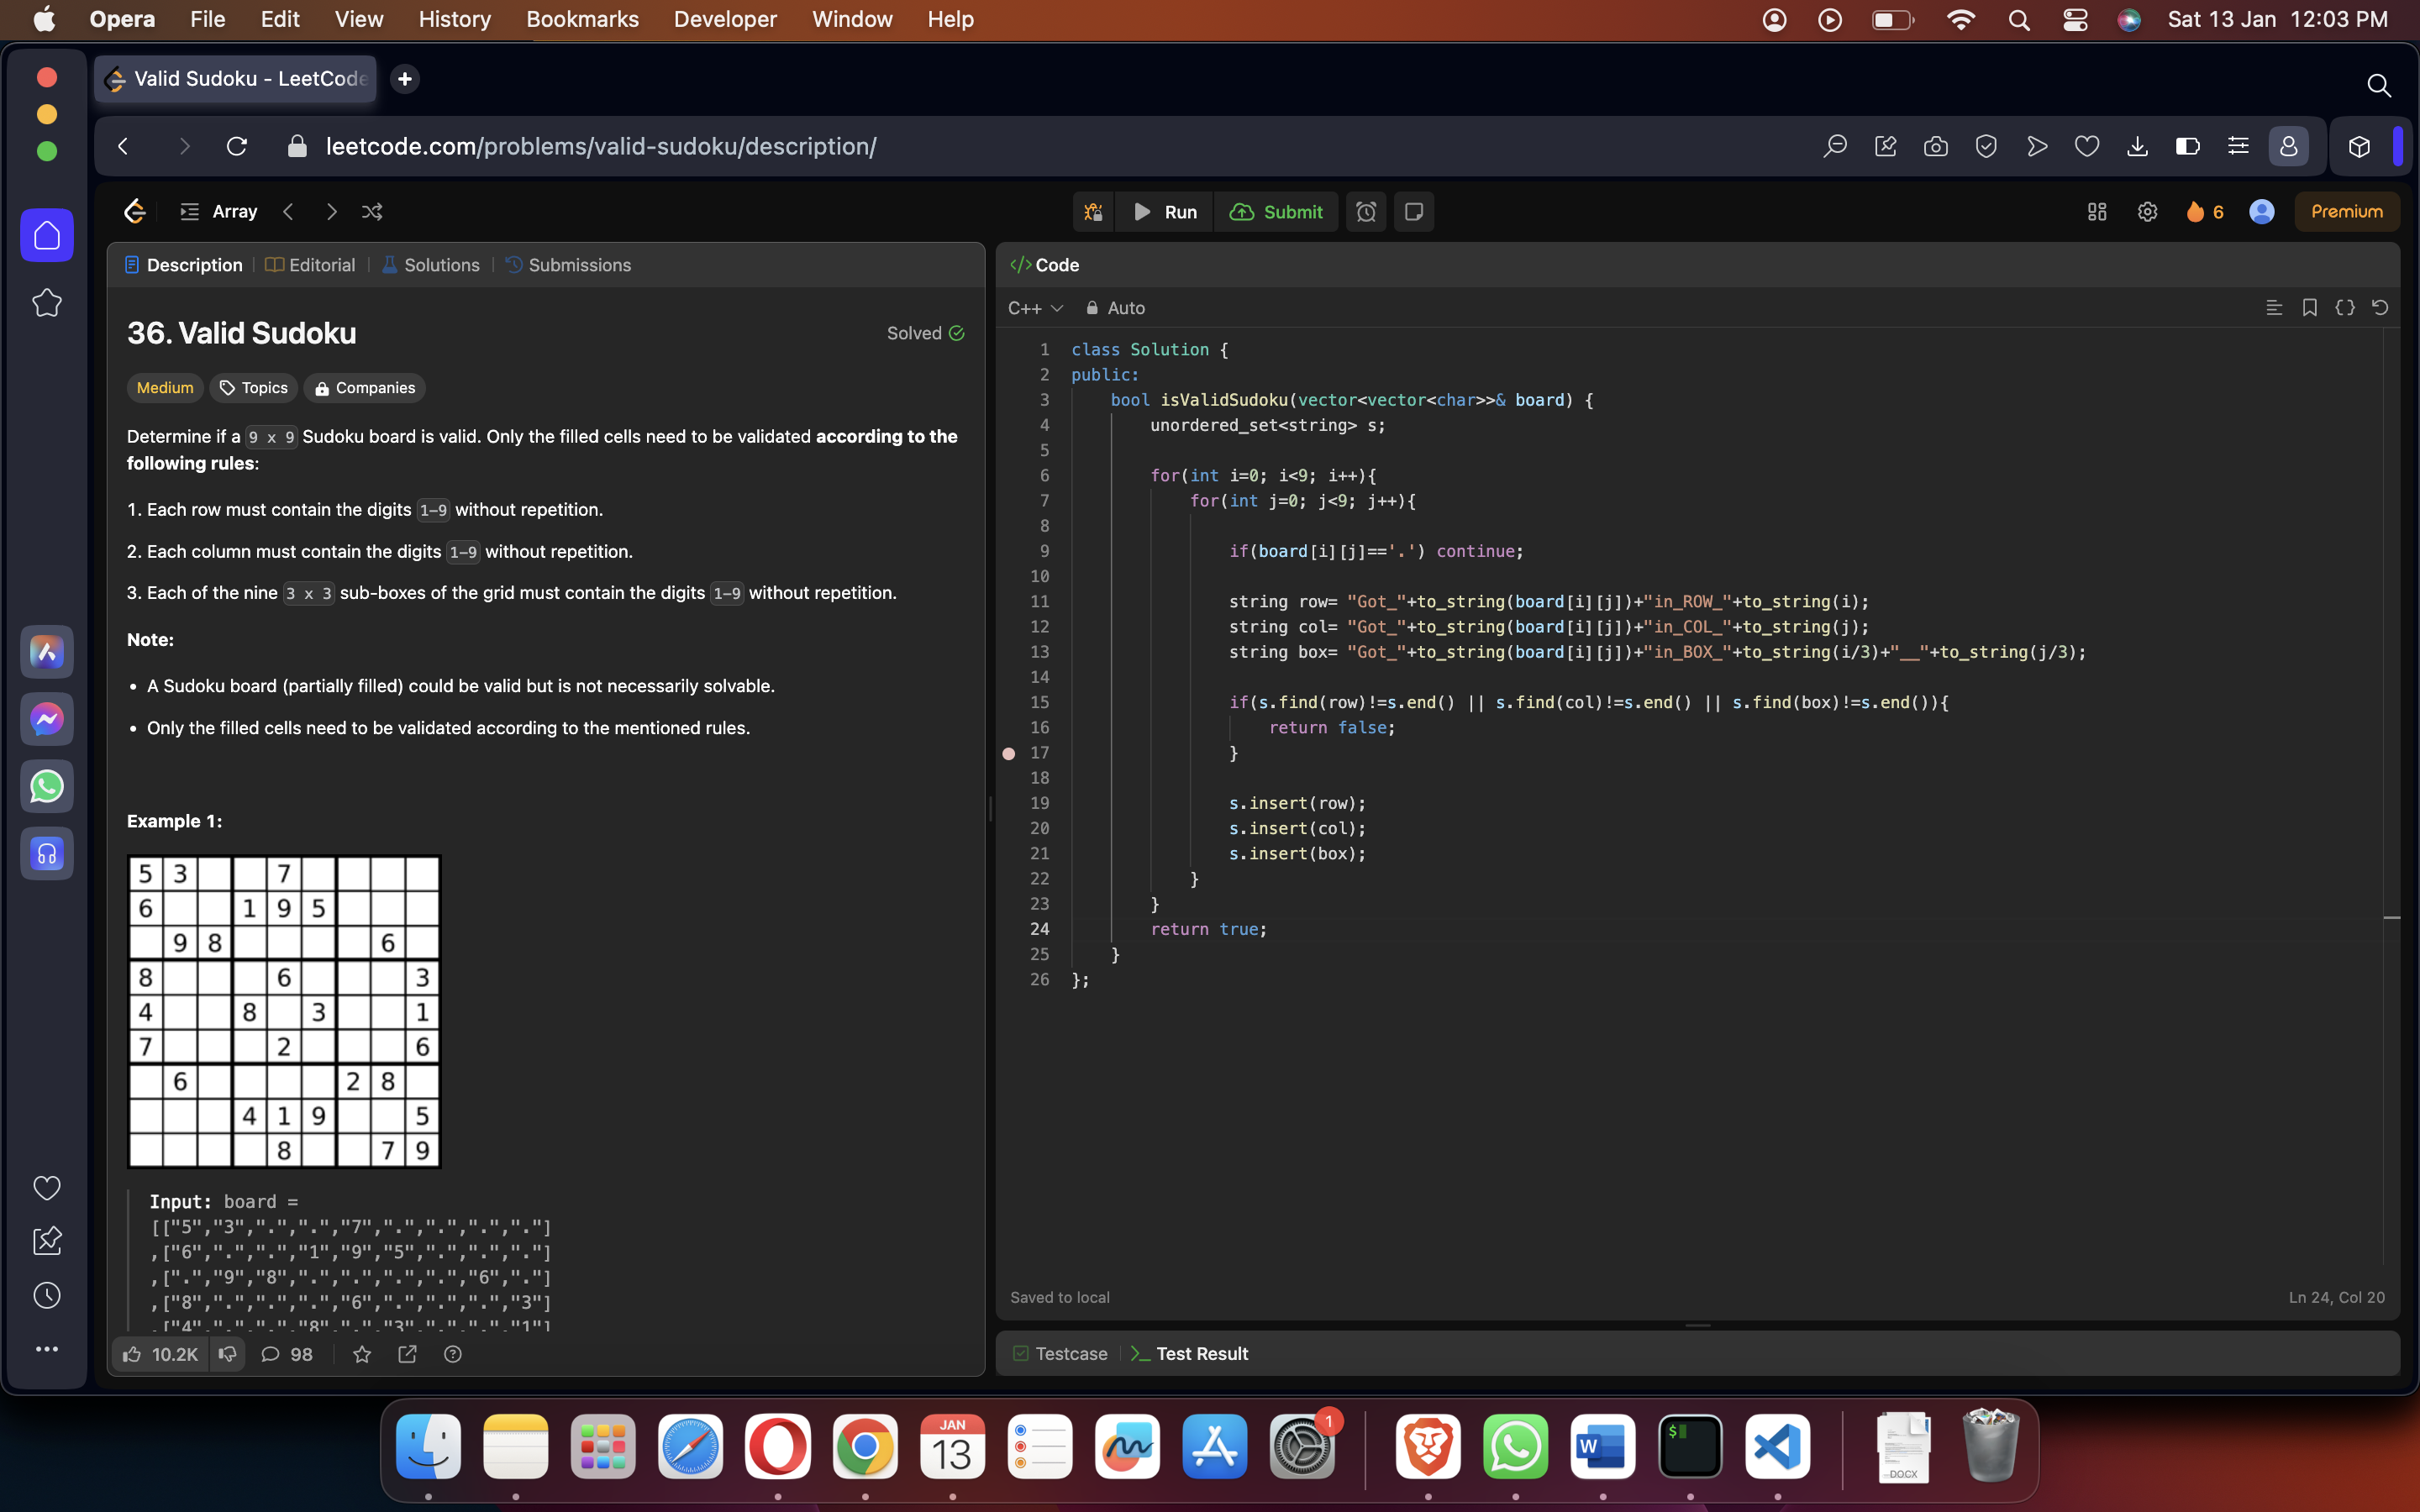 Opera File Edit View History Bookmarks Developer Window Help Sat 13 Jan 12:03 PM
Valid Sudoku - LeetCode
leetcode.com/problems/valid-sudoku/description/
Array Run Submit 6 Premium
Description Editorial Solutions Submissions
36. Valid Sudoku Solved
Medium Topics Companies
Determine if a 9 x 9 Sudoku board is valid. Only the filled cells need to be validated according to the
following rules:
1. Each row must contain the digits 1-9 without repetition.
2. Each column must contain the digits 1-9 without repetition.
3. Each of the nine 3 x 3 sub-boxes of the grid must contain the digits 1-9 without repetition.
Note:
• A Sudoku board (partially filled) could be valid but is not necessarily solvable.
• Only the filled cells need to be validated according to the mentioned rules.
Example 1:
5 3 7
6 1 9 5
9 8 6
8 6 3
4 8 3 1
7 2 6
6 2 8
4 1 9 5
8 7 9
Input: board =
[["5","3",".",".","7",".",".",".","."]
,["6",".",".","1","9","5",".",".","."]
,[".","9","8",".",".",".",".","6","."]
,["8",".",".",".","6",".",".",".","3"]
,["4",".",".","8",".","3",".",".","1"]
10.2K 98
Code
C++ Auto
1 class Solution {
2 public:
3 bool isValidSudoku(vector<vector<char>>& board) {
4 unordered_set<string> s;
5
6 for(int i=0; i<9; i++){
7 for(int j=0; j<9; j++){
8
9 if(board[i][j]=='.') continue;
10
11 string row= "Got_"+to_string(board[i][j])+"in_ROW_"+to_string(i);
12 string col= "Got_"+to_string(board[i][j])+"in_COL_"+to_string(j);
13 string box= "Got_"+to_string(board[i][j])+"in_BOX_"+to_string(i/3)+"__"+to_string(j/3);
14
15 if(s.find(row)!=s.end() || s.find(col)!=s.end() || s.find(box)!=s.end()){
16 return false;
17 }
18
19 s.insert(row);
20 s.insert(col);
21 s.insert(box);
22 }
23 }
24 return true;
25 }
26 };
Saved to local Ln 24, Col 20
Testcase Test Result
JAN
13
1
W
$
DOCX